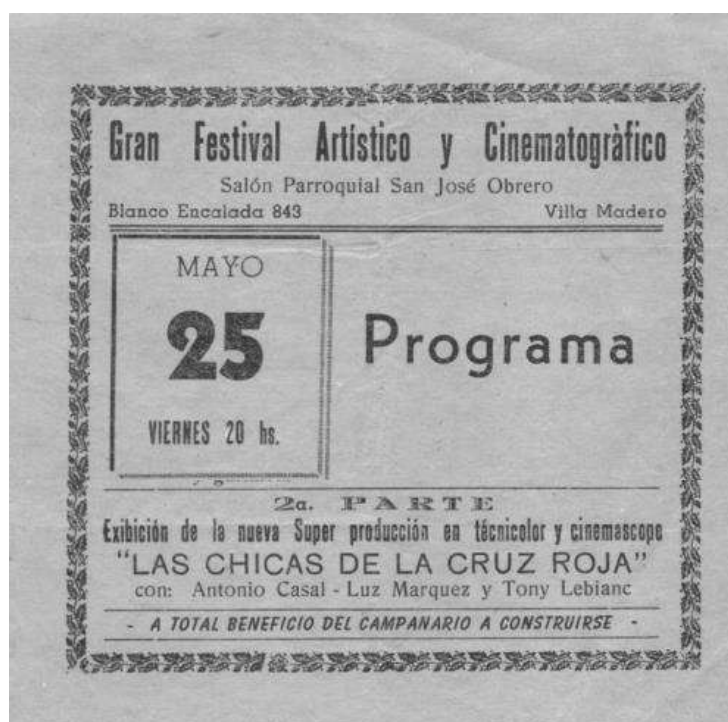 Gran Festival Artístico y Cinematogràfico
Salón Parroquial San José Obrero
Blanco Encalada 843 Villa Madero
MAYO
25
VIERNES 20 hs.
Programa
2a. PARTE
Exibición de la nueva Super producción en técnicolor y cinemascope
"LAS CHICAS DE LA CRUZ ROJA"
con: Antonio Casal - Luz Marquez y Tony Lebianc
- A TOTAL BENEFICIO DEL CAMPAÑARIO A CONSTRUIRSE -